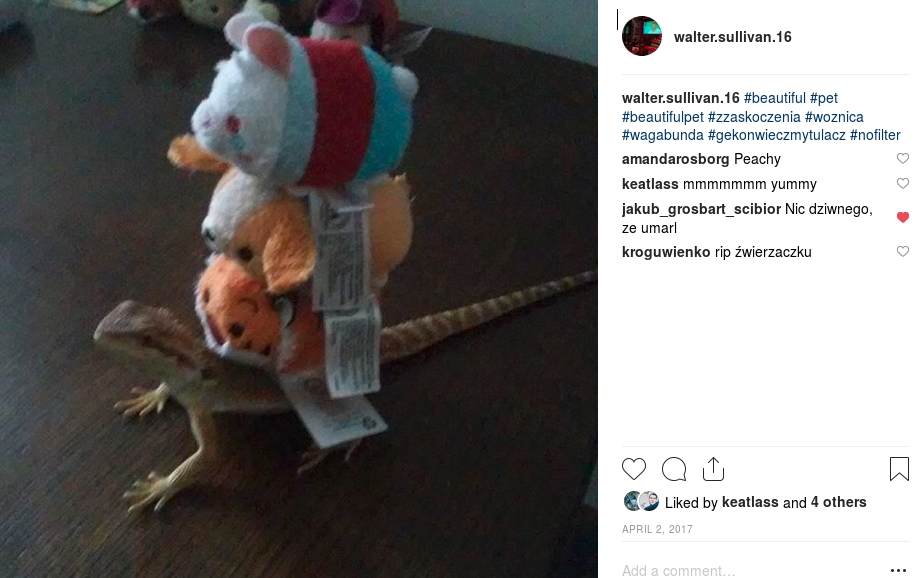 walter.sullivan.16
walter.sullivan.16 #beautiful #pet
#beautifulpet #zzaskoczenia #woznica
#wagabunda #gekonwieczmytulacz #nofilter
amandarosborg Peachy
keatlass mmmmmmm yummy
jakub_grosbart_scibior Nic dziwnego,
ze umarl
kroguwienko rip źwierzaczku
Liked by keatlass and 4 others
APRIL 2, 2017
Add a comment…